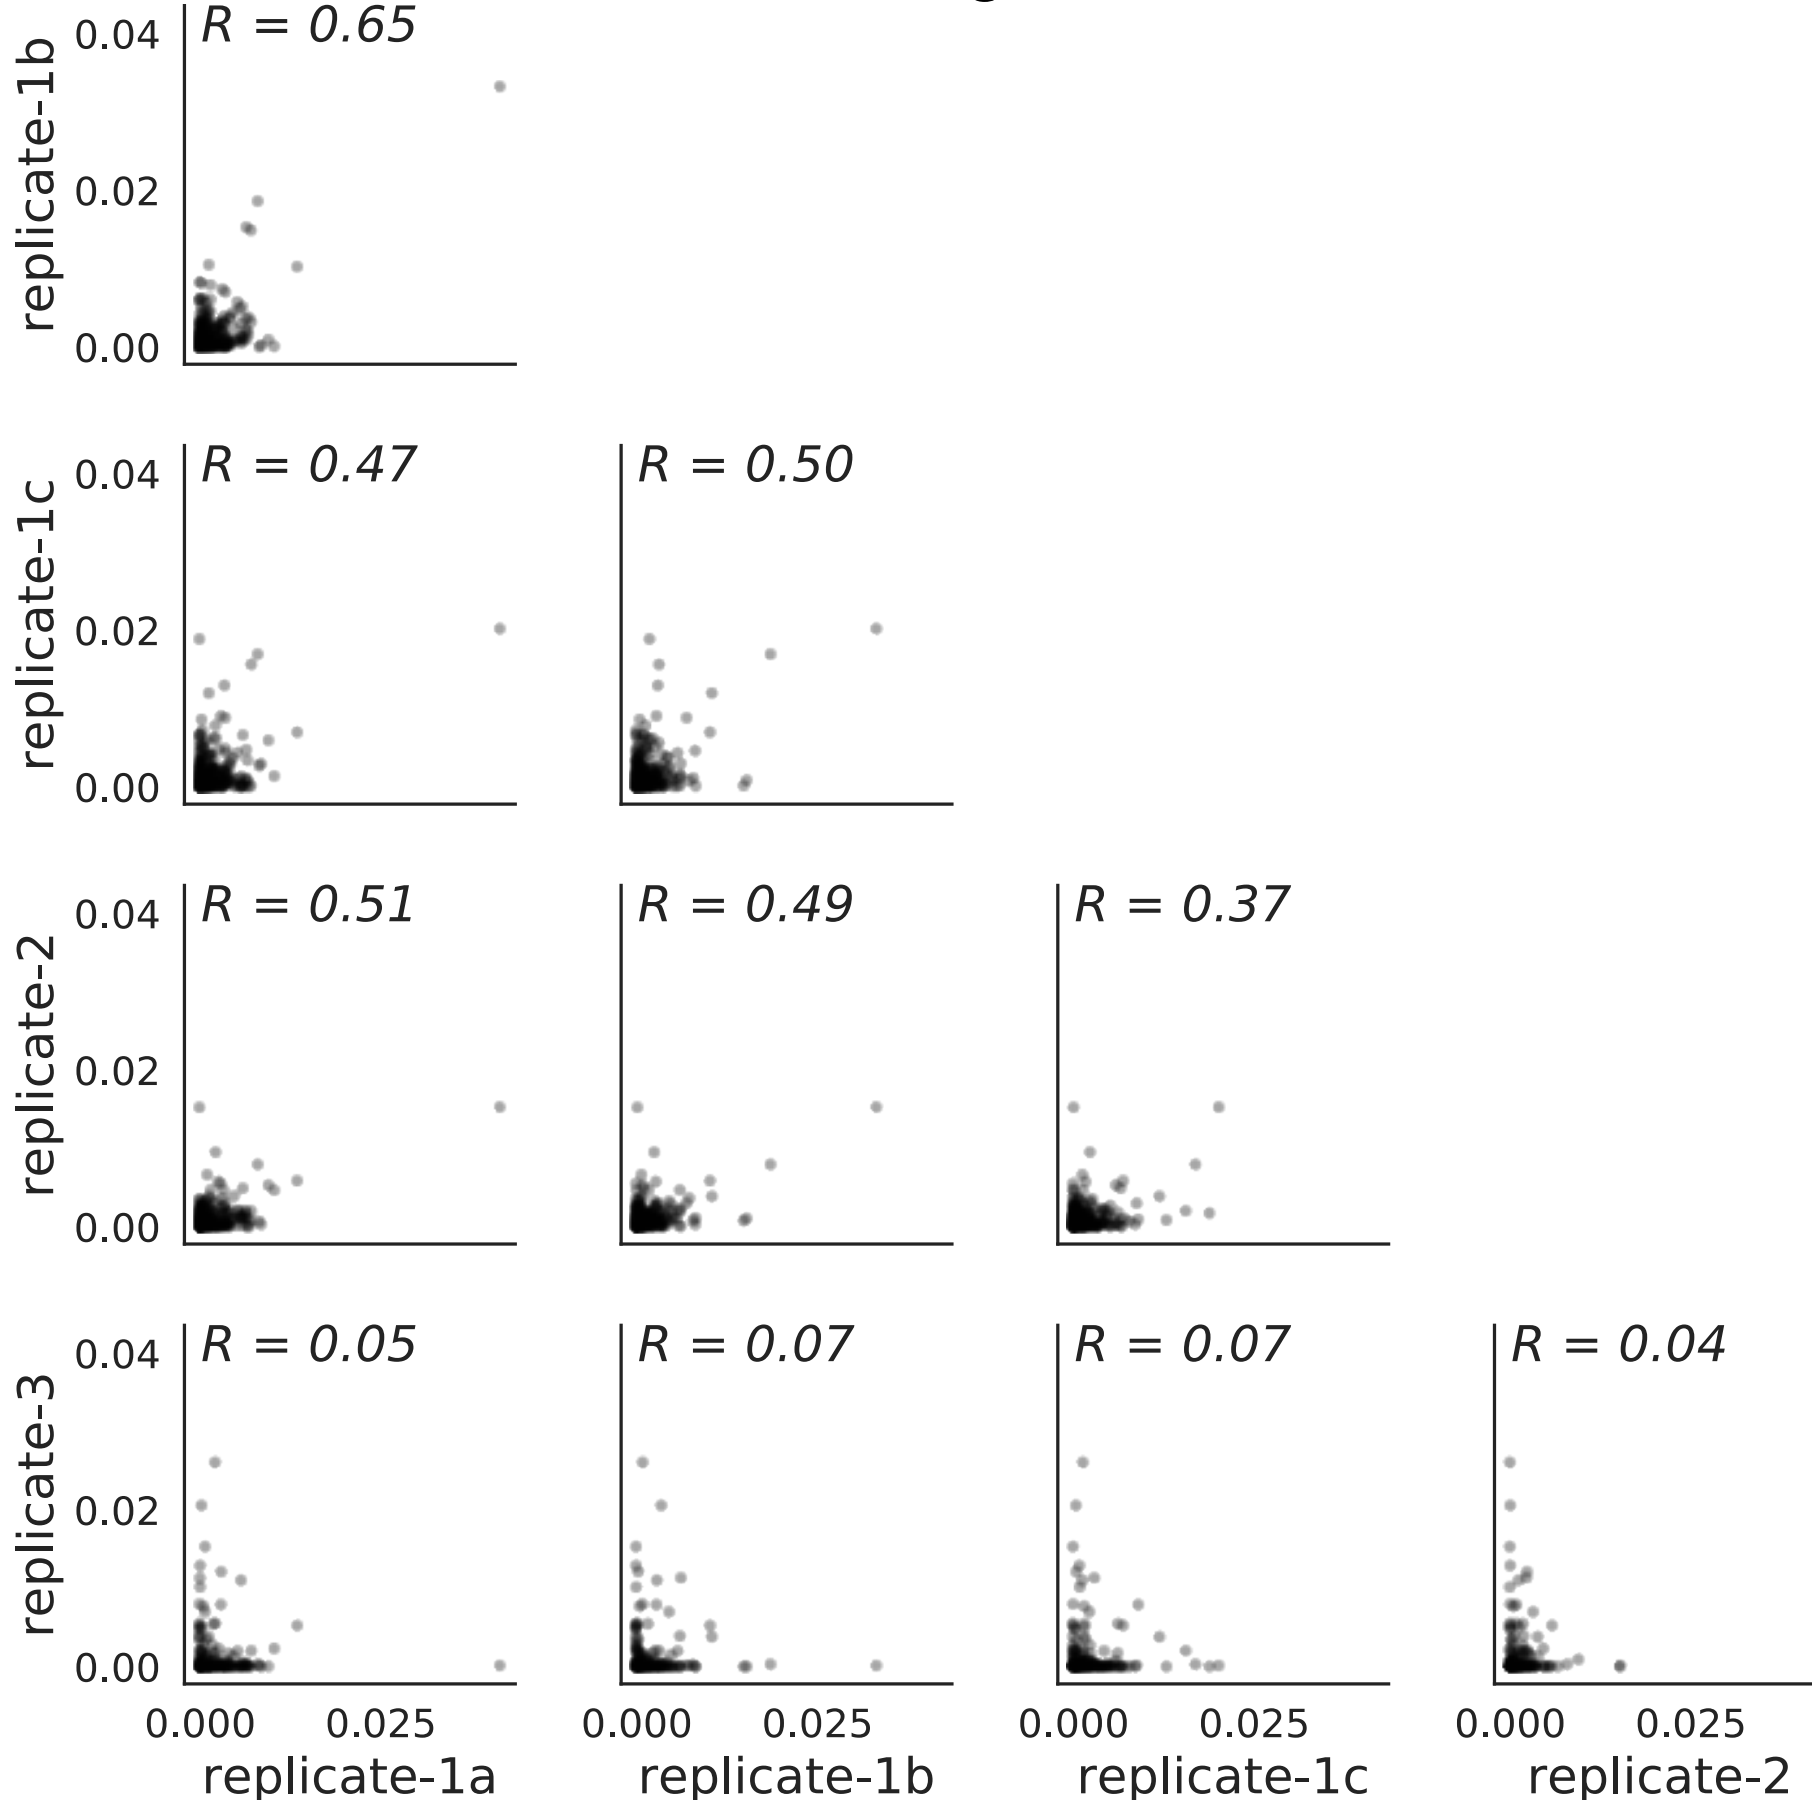 R = 0.65
0.04
0.02
0.00
replicate-1b
R = 0.47
R = 0.50
0.04
0.02
0.00
replicate-1c
R = 0.51
R = 0.49
R = 0.37
0.04
0.02
0.00
replicate-2
R = 0.05
R = 0.07
R = 0.07
R = 0.04
0.04
0.02
0.00
replicate-3
0.000 0.025 0.000 0.025 0.000 0.025 0.000 0.025
replicate-1a replicate-1b replicate-1c replicate-2